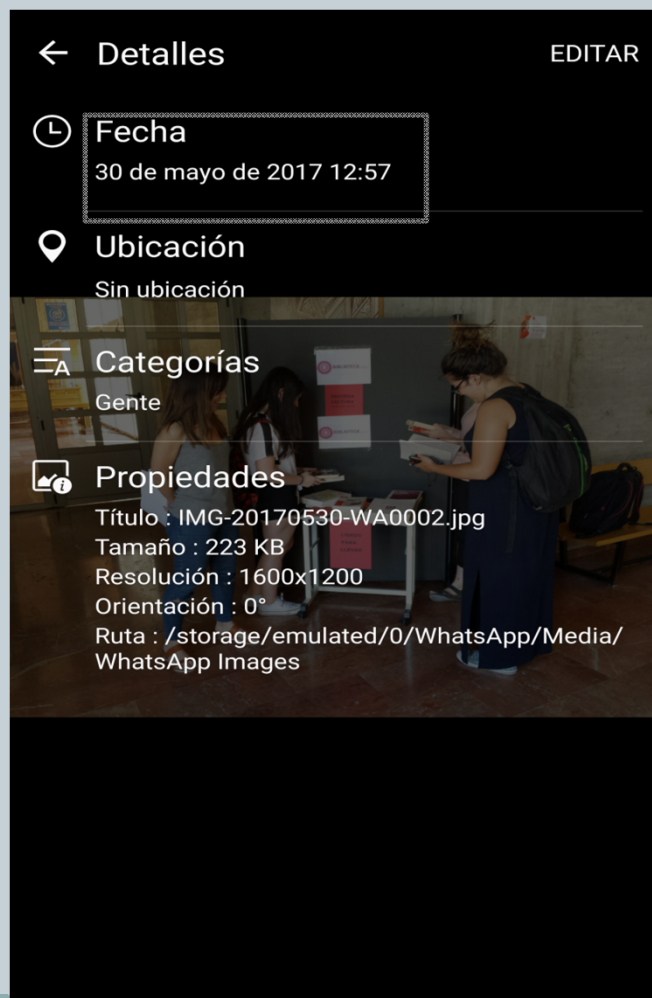 Detalles
EDITAR
Fecha
30 de mayo de 2017 12:57
Ubicación
Sin ubicación
Categorías
Gente
Propiedades
Título : IMG-20170530-WA0002.jpg
Tamaño : 223 KB
Resolución : 1600x1200
Orientación : 0°
Ruta : /storage/emulated/0/WhatsApp/Media/
WhatsApp Images